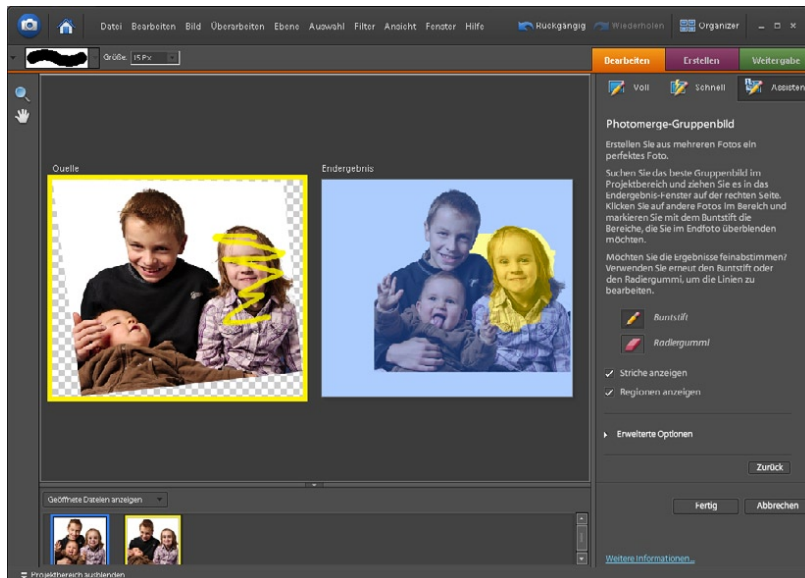 Datei Bearbeiten Bild Überarbeiten Ebene Auswahl Filter Ansicht Fenster Hilfe Rückgängig Wiederholen Organizer
Größe: 15 Px
Bearbeiten Erstellen Weitergabe
Voll Schnell Assisten
Photomerge-Gruppenbild
Erstellen Sie aus mehreren Fotos ein
perfektes Foto.
Suchen Sie das beste Gruppenbild im
Projektbereich und ziehen Sie es in das
Endergebnis-Fenster auf der rechten Seite.
Klicken Sie auf andere Fotos im Bereich und
markieren Sie mit dem Buntstift die
Bereiche, die Sie im Endfoto überblenden
möchten.
Möchten Sie die Ergebnisse feinabstimmen?
Verwenden Sie erneut den Buntstift oder
den Radiergummi, um die Linien zu
bearbeiten.
Buntstift
Radiergummi
Striche anzeigen
Regionen anzeigen
Erweiterte Optionen
Zurück
Fertig Abbrechen
Weitere Informationen...
Quelle Endergebnis
Geöffnete Dateien anzeigen
Projektbereich ausblenden